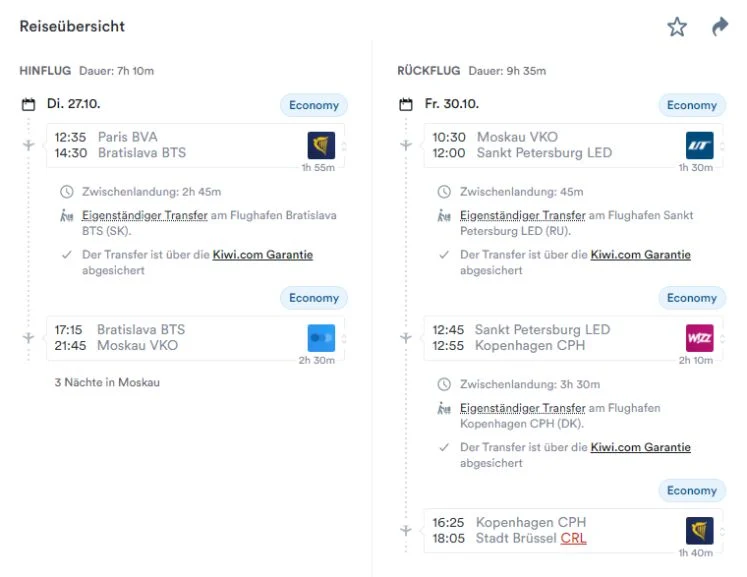 Reiseübersicht
HINFLUG Dauer: 7h 10m
Di. 27.10.
Economy
12:35 Paris BVA
14:30 Bratislava BTS
1h 55m
Zwischenlandung: 2h 45m
Eigenständiger Transfer am Flughafen Bratislava
BTS (SK).
Der Transfer ist über die Kiwi.com Garantie
abgesichert
Economy
17:15 Bratislava BTS
21:45 Moskau VKO
2h 30m
3 Nächte in Moskau
RÜCKFLUG Dauer: 9h 35m
Fr. 30.10.
Economy
10:30 Moskau VKO
12:00 Sankt Petersburg LED
UT
1h 30m
Zwischenlandung: 45m
Eigenständiger Transfer am Flughafen Sankt
Petersburg LED (RU).
Der Transfer ist über die Kiwi.com Garantie
abgesichert
Economy
12:45 Sankt Petersburg LED
12:55 Kopenhagen CPH
WIZZ
2h 10m
Zwischenlandung: 3h 30m
Eigenständiger Transfer am Flughafen
Kopenhagen CPH (DK).
Der Transfer ist über die Kiwi.com Garantie
abgesichert
Economy
16:25 Kopenhagen CPH
18:05 Stadt Brüssel CRL
1h 40m